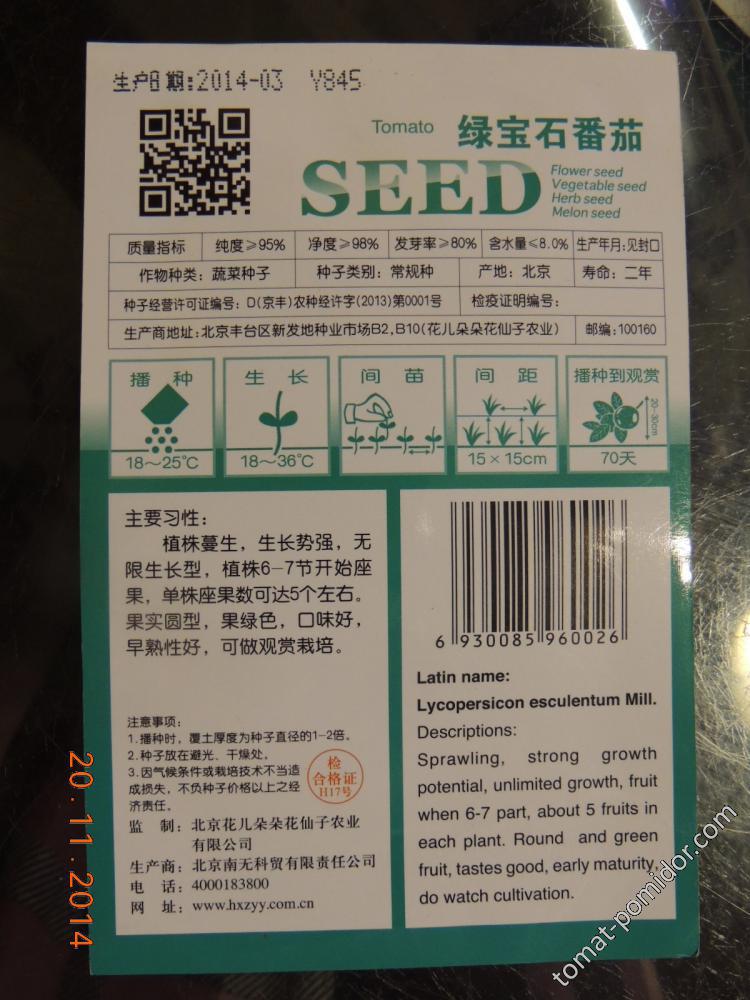 生产日期:2014-03 Y845
Tomato 绿宝石番茄
SEED
Flower seed
Vegetable seed
Herb seed
Melon seed
质量指标 纯度≥95% 净度≥98% 发芽率≥80% 含水量≤8.0% 生产年月:见封口
作物种类：蔬菜种子 种子类别：常规种 产地：北京 寿命：二年
种子经营许可证编号：D(京丰)农种经许字(2013)第0001号 检疫证明编号：
生产商地址:北京丰台区新发地种业市场B2,B10(花儿朵朵花仙子农业) 邮编:100160
播种 生长 间苗 间距 播种到观赏
20-30cm
18～25℃ 18～36℃ 15×15cm 70天
主要习性：
植株蔓生，生长势强，无
限生长型，植株6-7节开始座
果，单株座果数可达5个左右。
果实圆型，果绿色，口味好，
早熟性好，可做观赏栽培。
注意事项：
1.播种时，覆土厚度为种子直径的1-2倍。
2.种子放在避光、干燥处。
3.因气候条件或栽培技术不当造
成损失，不负种子价格以上之经
济责任。
检
合格证
H17号
监 制：北京花儿朵朵花仙子农业
有限公司
生产商：北京南无科贸有限责任公司
电 话：4000183800
网 址：www.hxzyy.com.cn
6 930085 960026
Latin name:
Lycopersicon esculentum Mill.
Descriptions:
Sprawling, strong growth
potential, unlimited growth, fruit
when 6-7 part, about 5 fruits in
each plant. Round and green
fruit, tastes good, early maturity,
do watch cultivation.
20.11.2014
tomat-pomidor.com